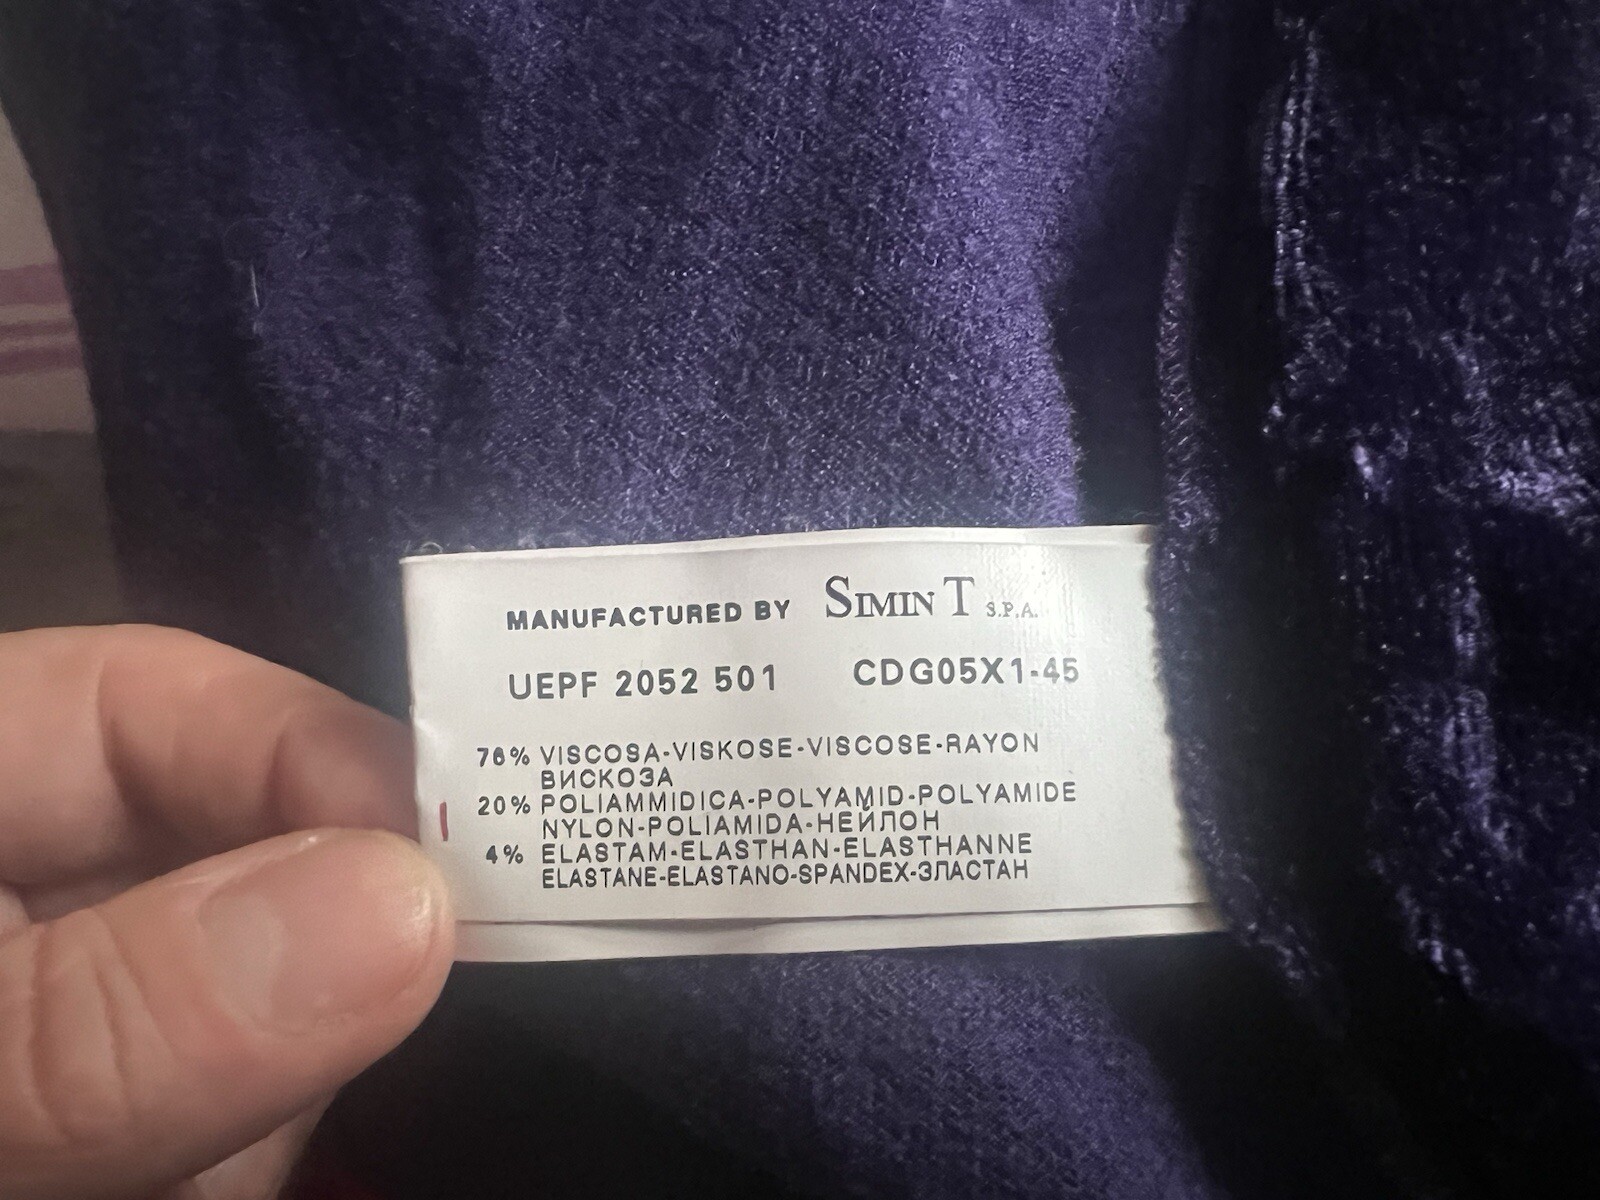 MANUFACTURED BY SIMIN T S.P.A.
UEPF 2052 501 CDG05X1-45
76% VISCOSA-VISKOSE-VISCOSE-RAYON
ВИСКОЗА
20% POLIAMMIDICA-POLYAMID-POLYAMIDE
NYLON-POLIAMIDA-НЕЙЛОН
4% ELASTAM-ELASTHAN-ELASTHANNE
ELASTANE-ELASTANO-SPANDEX-ЭЛАСТАН